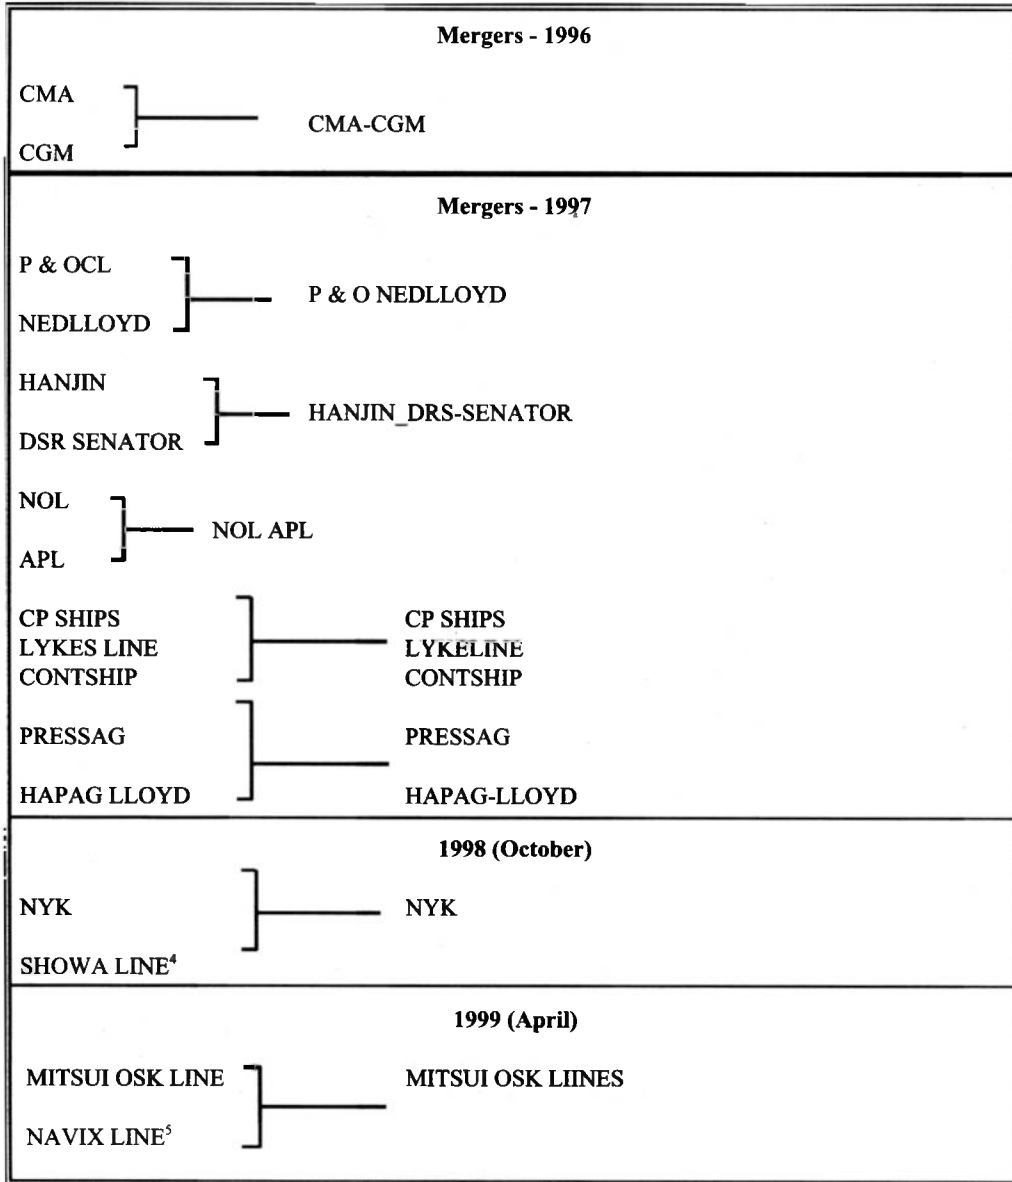 Mergers - 1996
CMA
CMA-CGM
CGM
Mergers - 1997
P & OCL
P & O NEDLLOYD
NEDLLOYD
HANJIN
HANJIN_DRS-SENATOR
DSR SENATOR
NOL
NOL APL
APL
CP SHIPS
LYKES LINE
CONTSHIP
CP SHIPS
LYKELINE
CONTSHIP
PRESSAG
HAPAG LLOYD
PRESSAG
HAPAG-LLOYD
1998 (October)
NYK
NYK
SHOWA LINE⁴
1999 (April)
MITSUI OSK LINE
MITSUI OSK LIINES
NAVIX LINE⁵